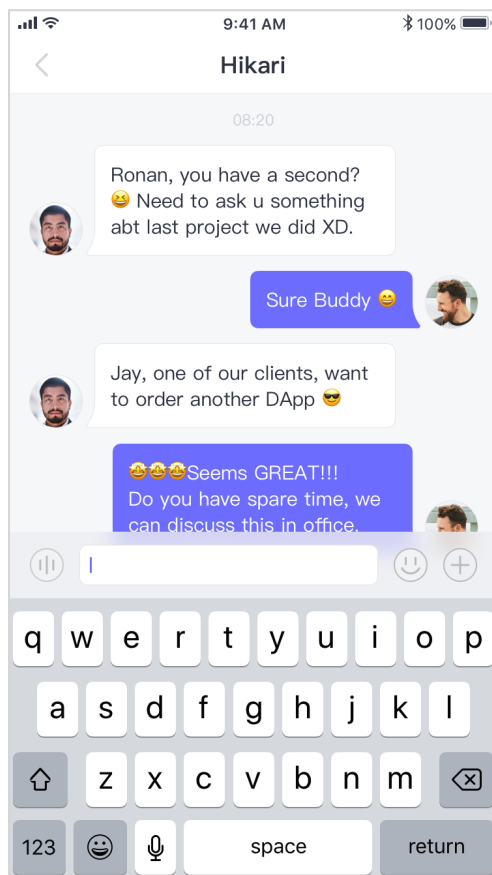 9:41 AM
100%
Hikari
08:20
Ronan, you have a second?
😆 Need to ask u something
abt last project we did XD.
Sure Buddy 😄
Jay, one of our clients, want
to order another DApp 😎
🤩🤩🤩Seems GREAT!!!
Do you have spare time, we
can discuss this in office.
q w e r t y u i o p
a s d f g h j k l
z x c v b n m
123 space return